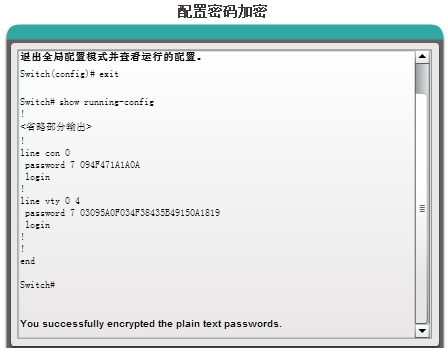 配置密码加密
退出全局配置模式并查看运行的配置。
Switch(config)# exit
Switch# show running-config
!
<省略部分输出>
!
line con 0
password 7 094F471A1A0A
login
!
line vty 0 4
password 7 03095A0F034F38435B49150A1819
login
!
!
end
Switch#
You successfully encrypted the plain text passwords.